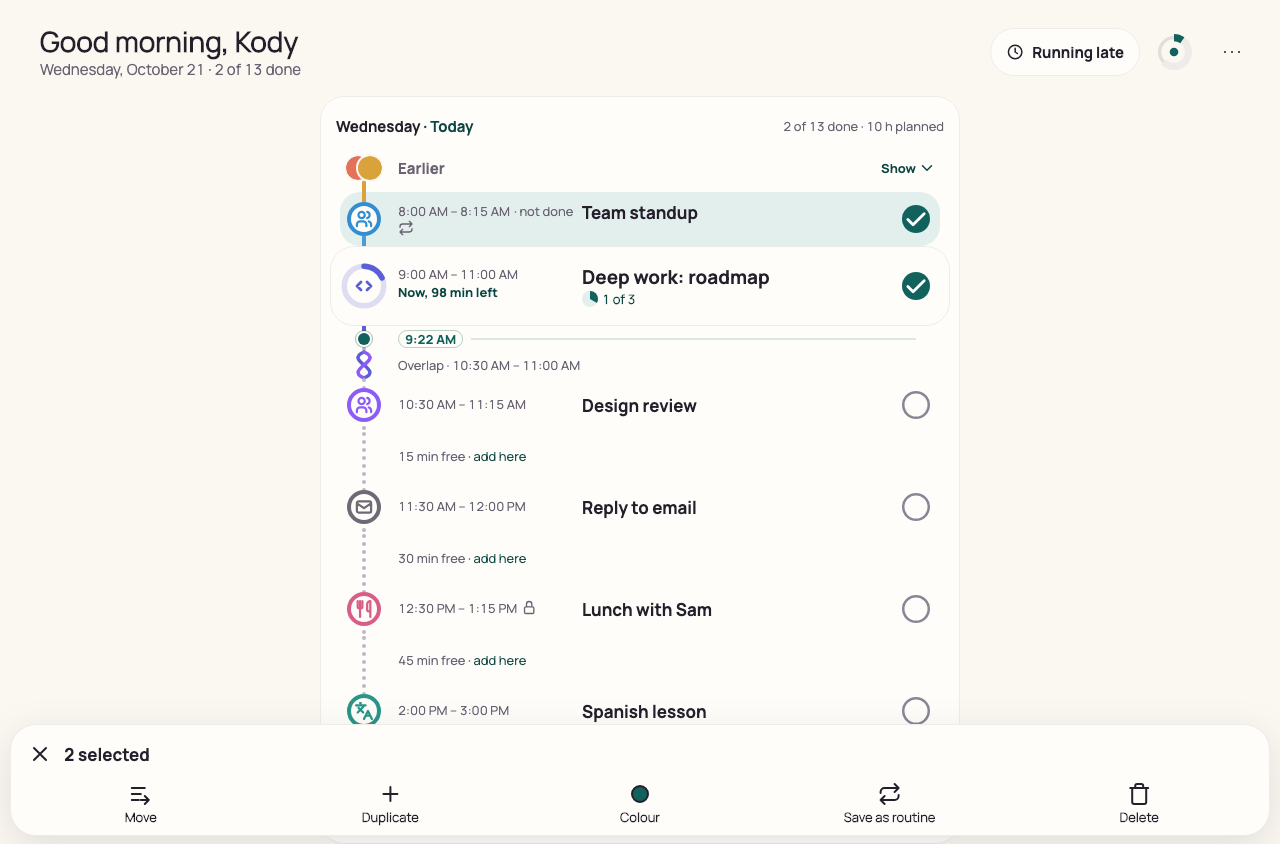 Good morning, Kody
Wednesday, October 21 · 2 of 13 done
Running late
Wednesday · Today
2 of 13 done · 10 h planned
Earlier
Show
8:00 AM – 8:15 AM · not done
Team standup
9:00 AM – 11:00 AM
Now, 98 min left
Deep work: roadmap
1 of 3
9:22 AM
Overlap · 10:30 AM – 11:00 AM
10:30 AM – 11:15 AM
Design review
15 min free · add here
11:30 AM – 12:00 PM
Reply to email
30 min free · add here
12:30 PM – 1:15 PM
Lunch with Sam
45 min free · add here
2:00 PM – 3:00 PM
Spanish lesson
2 selected
Move
Duplicate
Colour
Save as routine
Delete